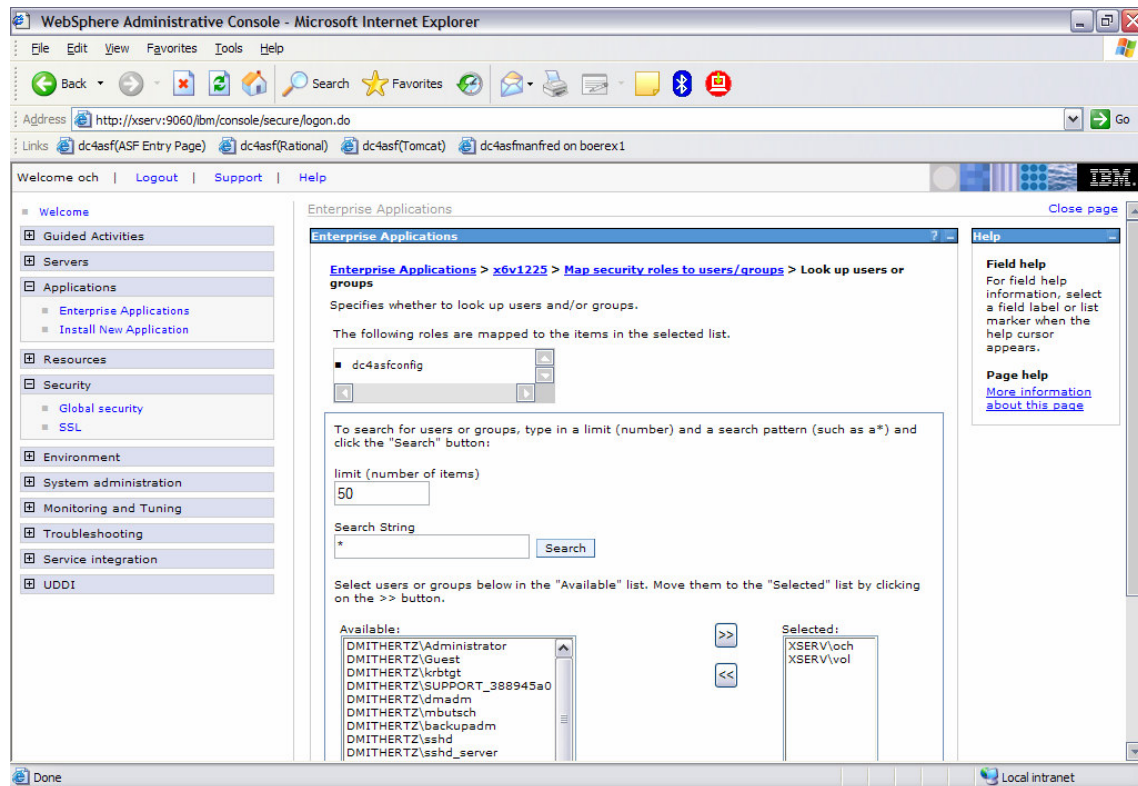 WebSphere Administrative Console - Microsoft Internet Explorer
File Edit View Favorites Tools Help
Back Search Favorites
Address http://xserv:9060/ibm/console/secure/logon.do Go
Links dc4asf(ASF Entry Page) dc4asf(Rational) dc4asf(Tomcat) dc4asfmanfred on boerex1
Welcome och | Logout | Support | Help IBM.
Welcome
Guided Activities
Servers
Applications
Enterprise Applications
Install New Application
Resources
Security
Global security
SSL
Environment
System administration
Monitoring and Tuning
Troubleshooting
Service integration
UDDI
Enterprise Applications Close page
Enterprise Applications ? -
Enterprise Applications > x6v1225 > Map security roles to users/groups > Look up users or
groups
Specifies whether to look up users and/or groups.
The following roles are mapped to the items in the selected list.
dc4asfconfig
To search for users or groups, type in a limit (number) and a search pattern (such as a*) and
click the "Search" button:
limit (number of items)
50
Search String
* Search
Select users or groups below in the "Available" list. Move them to the "Selected" list by clicking
on the >> button.
Available:
DMITHERTZ\Administrator
DMITHERTZ\Guest
DMITHERTZ\krbtgt
DMITHERTZ\SUPPORT_388945a0
DMITHERTZ\dmadm
DMITHERTZ\mbutsch
DMITHERTZ\backupadm
DMITHERTZ\sshd
DMITHERTZ\sshd_server
>>
<<
Selected:
XSERV\och
XSERV\vol
Help -
Field help
For field help
information, select
a field label or list
marker when the
help cursor
appears.
Page help
More information
about this page
Done Local intranet